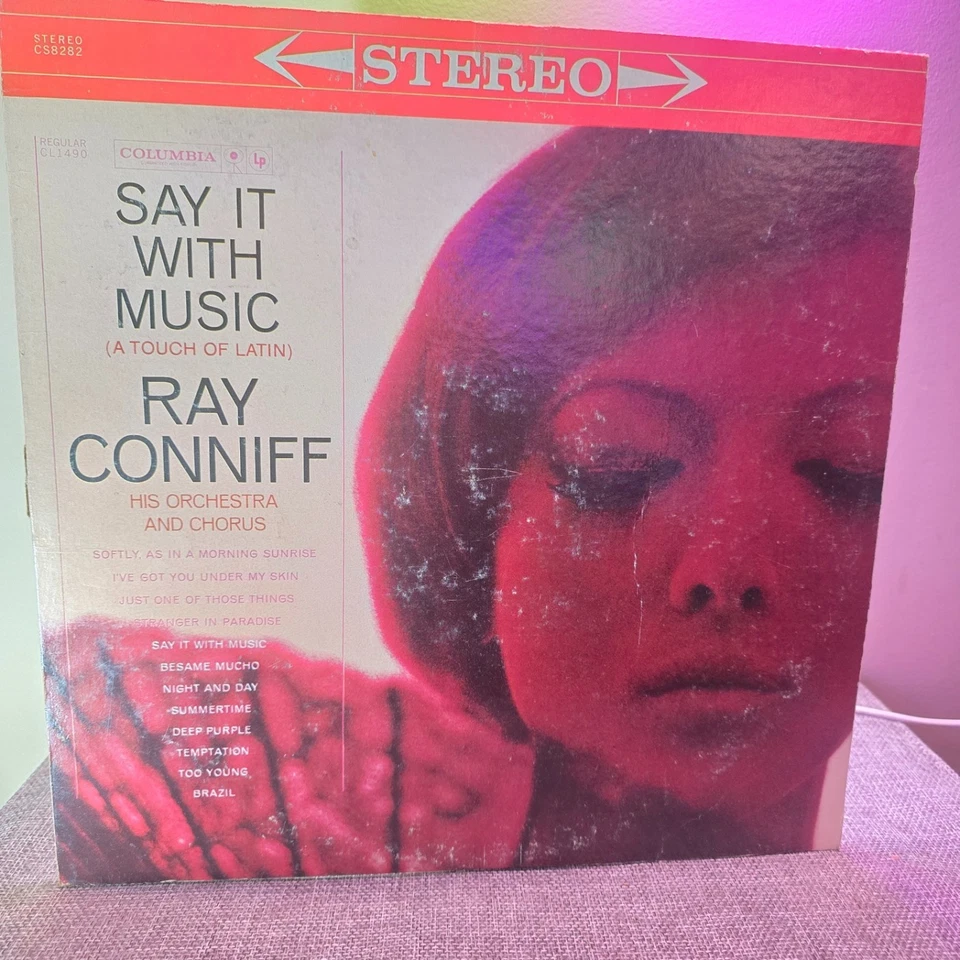 STEREO
CS8282
STEREO
REGULAR
CL1490
COLUMBIA
Lp
SAY IT
WITH
MUSIC
(A TOUCH OF LATIN)
RAY
CONNIFF
HIS ORCHESTRA
AND CHORUS
SOFTLY, AS IN A MORNING SUNRISE
I'VE GOT YOU UNDER MY SKIN
JUST ONE OF THOSE THINGS
STRANGER IN PARADISE
SAY IT WITH MUSIC
BESAME MUCHO
NIGHT AND DAY
SUMMERTIME
DEEP PURPLE
TEMPTATION
TOO YOUNG
BRAZIL